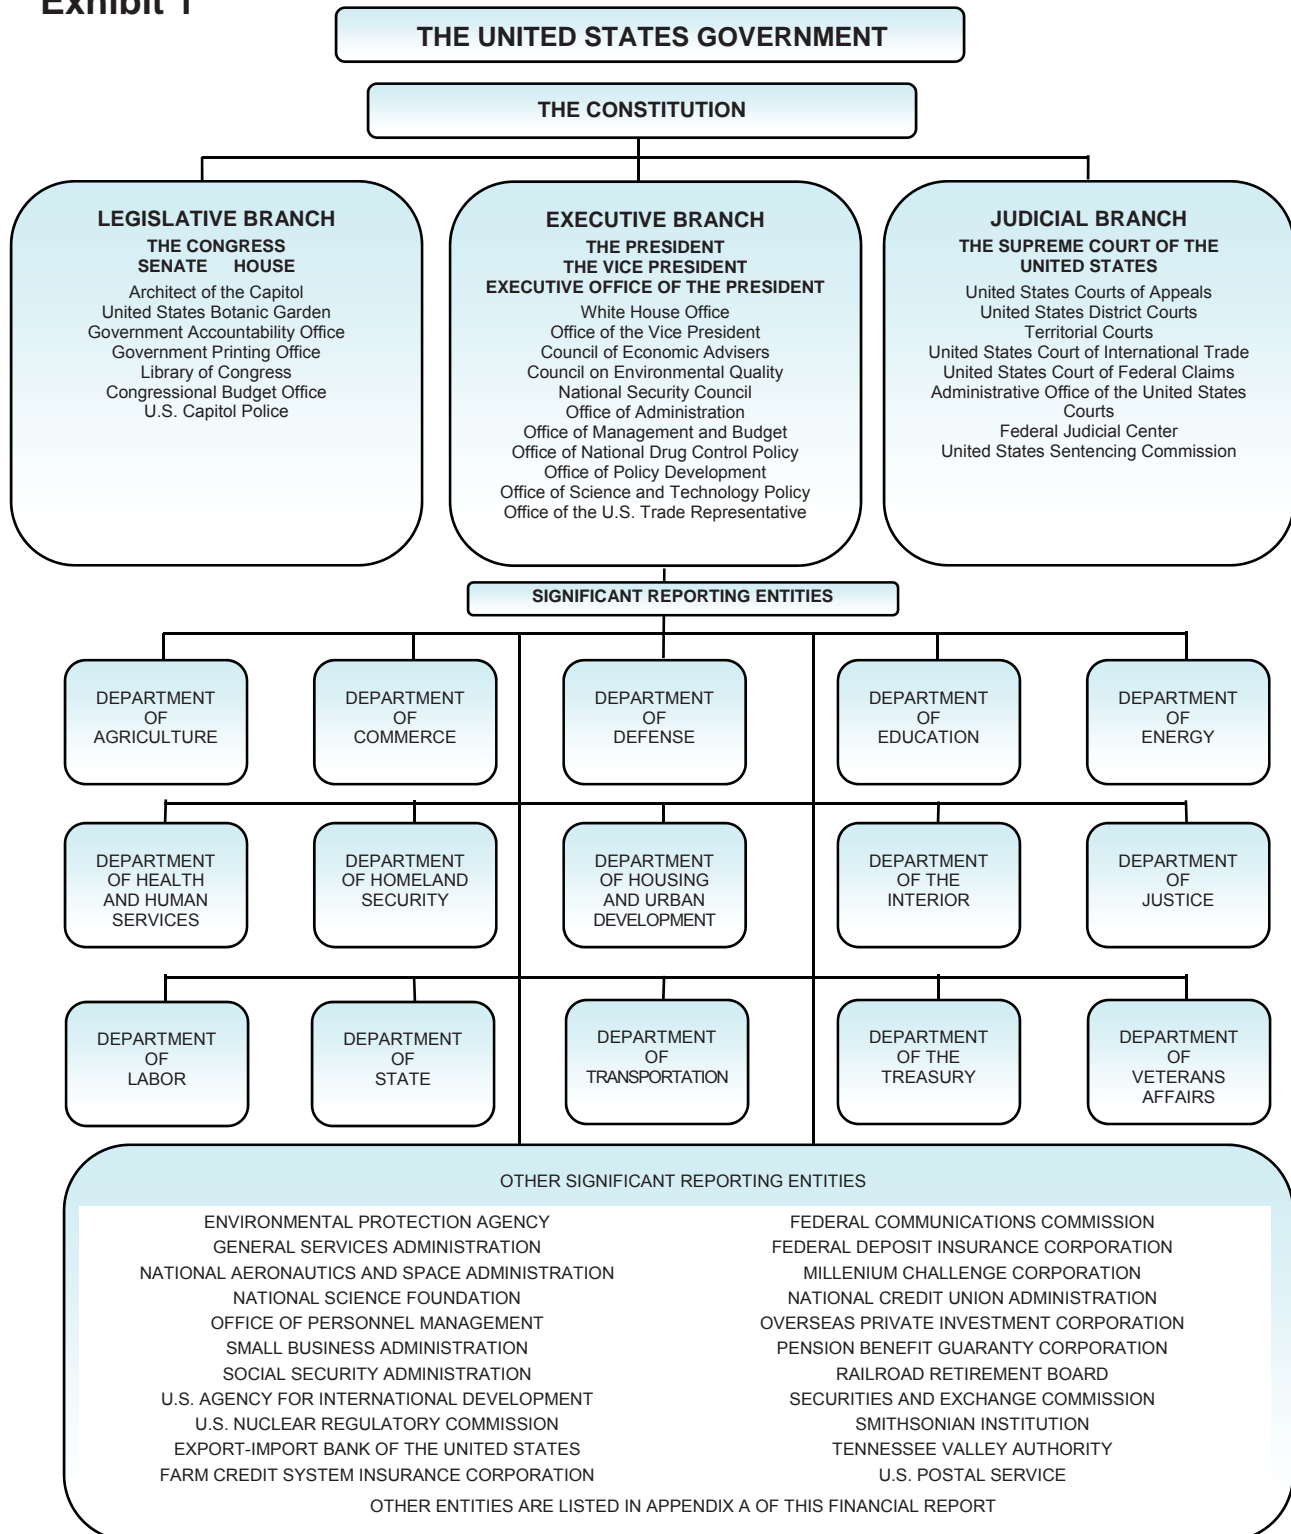 Exhibit 1
THE UNITED STATES GOVERNMENT
THE CONSTITUTION
LEGISLATIVE BRANCH
THE CONGRESS
SENATE HOUSE
Architect of the Capitol
United States Botanic Garden
Government Accountability Office
Government Printing Office
Library of Congress
Congressional Budget Office
U.S. Capitol Police
EXECUTIVE BRANCH
THE PRESIDENT
THE VICE PRESIDENT
EXECUTIVE OFFICE OF THE PRESIDENT
White House Office
Office of the Vice President
Council of Economic Advisers
Council on Environmental Quality
National Security Council
Office of Administration
Office of Management and Budget
Office of National Drug Control Policy
Office of Policy Development
Office of Science and Technology Policy
Office of the U.S. Trade Representative
JUDICIAL BRANCH
THE SUPREME COURT OF THE
UNITED STATES
United States Courts of Appeals
United States District Courts
Territorial Courts
United States Court of International Trade
United States Court of Federal Claims
Administrative Office of the United States
Courts
Federal Judicial Center
United States Sentencing Commission
SIGNIFICANT REPORTING ENTITIES
DEPARTMENT
OF
AGRICULTURE
DEPARTMENT
OF
COMMERCE
DEPARTMENT
OF
DEFENSE
DEPARTMENT
OF
EDUCATION
DEPARTMENT
OF
ENERGY
DEPARTMENT
OF HEALTH
AND HUMAN
SERVICES
DEPARTMENT
OF HOMELAND
SECURITY
DEPARTMENT
OF HOUSING
AND URBAN
DEVELOPMENT
DEPARTMENT
OF THE
INTERIOR
DEPARTMENT
OF
JUSTICE
DEPARTMENT
OF
LABOR
DEPARTMENT
OF
STATE
DEPARTMENT
OF
TRANSPORTATION
DEPARTMENT
OF THE
TREASURY
DEPARTMENT
OF
VETERANS
AFFAIRS
OTHER SIGNIFICANT REPORTING ENTITIES
ENVIRONMENTAL PROTECTION AGENCY
GENERAL SERVICES ADMINISTRATION
NATIONAL AERONAUTICS AND SPACE ADMINISTRATION
NATIONAL SCIENCE FOUNDATION
OFFICE OF PERSONNEL MANAGEMENT
SMALL BUSINESS ADMINISTRATION
SOCIAL SECURITY ADMINISTRATION
U.S. AGENCY FOR INTERNATIONAL DEVELOPMENT
U.S. NUCLEAR REGULATORY COMMISSION
EXPORT-IMPORT BANK OF THE UNITED STATES
FARM CREDIT SYSTEM INSURANCE CORPORATION
FEDERAL COMMUNICATIONS COMMISSION
FEDERAL DEPOSIT INSURANCE CORPORATION
MILLENIUM CHALLENGE CORPORATION
NATIONAL CREDIT UNION ADMINISTRATION
OVERSEAS PRIVATE INVESTMENT CORPORATION
PENSION BENEFIT GUARANTY CORPORATION
RAILROAD RETIREMENT BOARD
SECURITIES AND EXCHANGE COMMISSION
SMITHSONIAN INSTITUTION
TENNESSEE VALLEY AUTHORITY
U.S. POSTAL SERVICE
OTHER ENTITIES ARE LISTED IN APPENDIX A OF THIS FINANCIAL REPORT